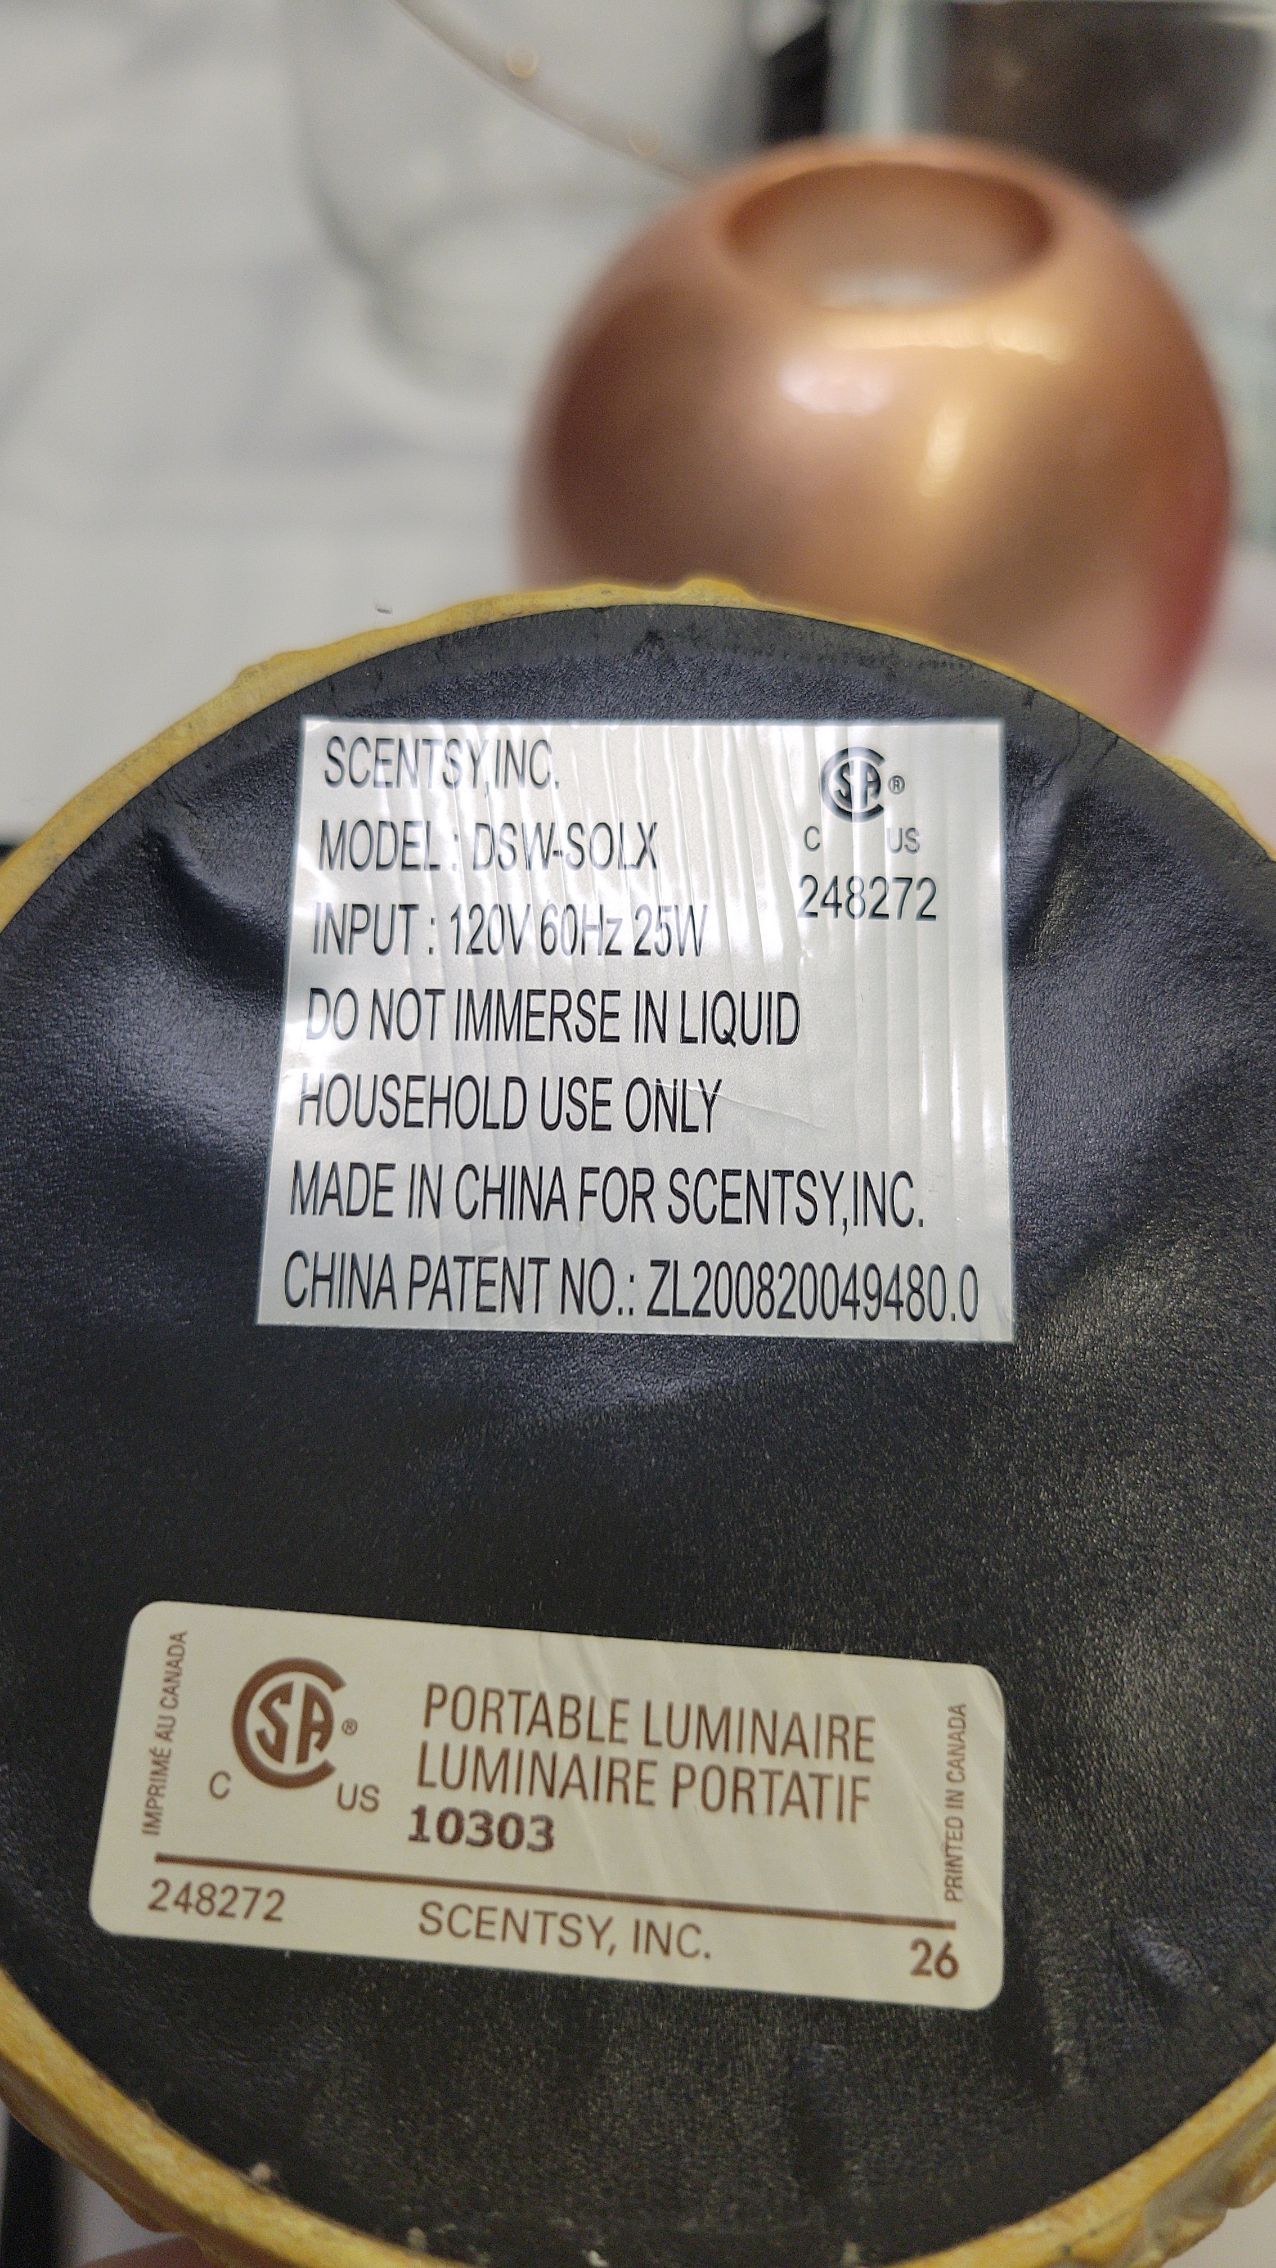 SCENTSY,INC.
MODEL : DSW-SOLX
INPUT : 120V 60Hz 25W
DO NOT IMMERSE IN LIQUID
HOUSEHOLD USE ONLY
MADE IN CHINA FOR SCENTSY,INC.
CHINA PATENT NO.: ZL200820049480.0
SA®
C US
248272
IMPRIMÉ AU CANADA
SA®
C US
PORTABLE LUMINAIRE
LUMINAIRE PORTATIF
10303
PRINTED IN CANADA
248272 SCENTSY, INC. 26